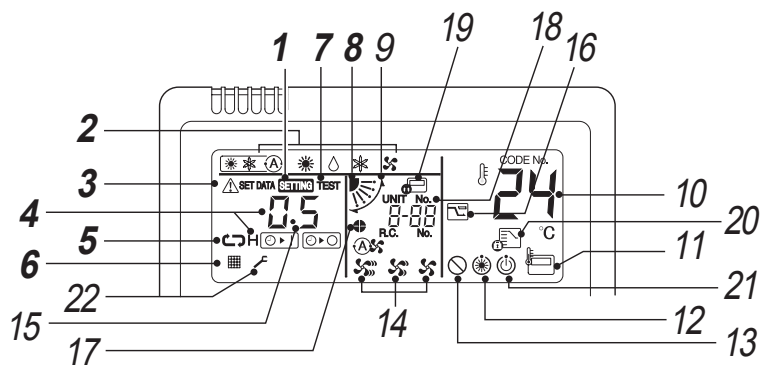 19
18
16
1 7 8 9
2
CODE No.
A
3
SET DATA SETTING TEST
UNIT No.
24
10
4
0.5
8-88
R.C. No.
°C
20
5
H
11
6
A
22
21
15
12
17
14
13